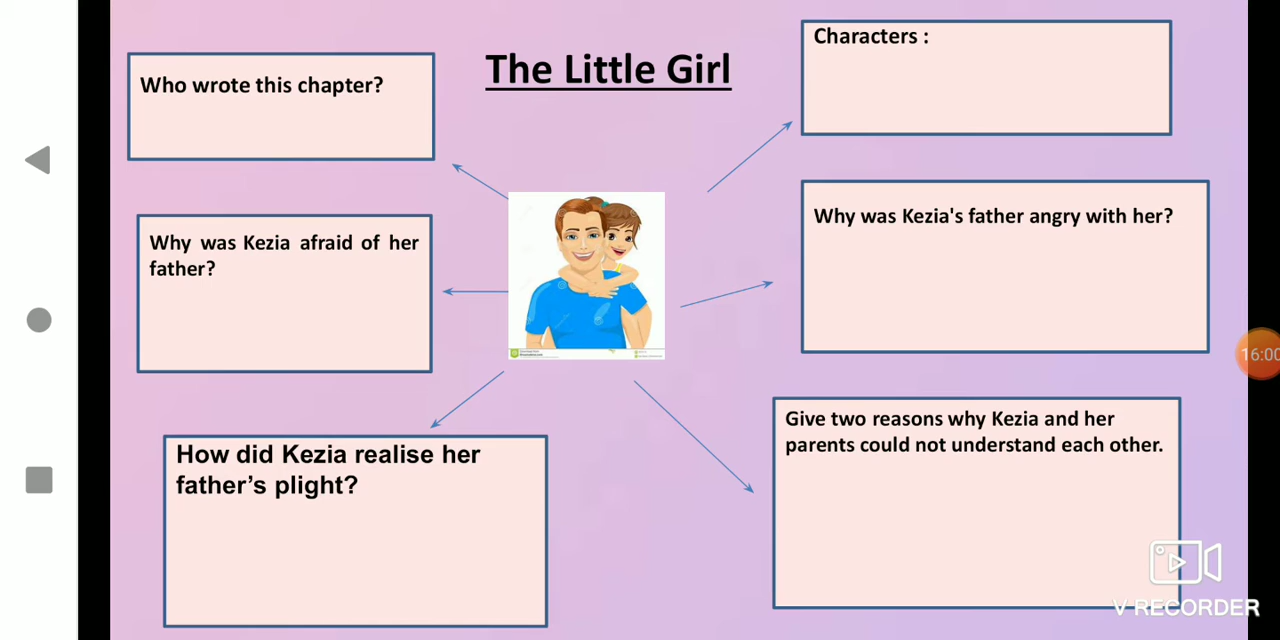 The Little Girl
Who wrote this chapter?
Characters :
Why was Kezia afraid of her
father?
Why was Kezia's father angry with her?
How did Kezia realise her
father’s plight?
Give two reasons why Kezia and her
parents could not understand each other.
16:00
V RECORDER